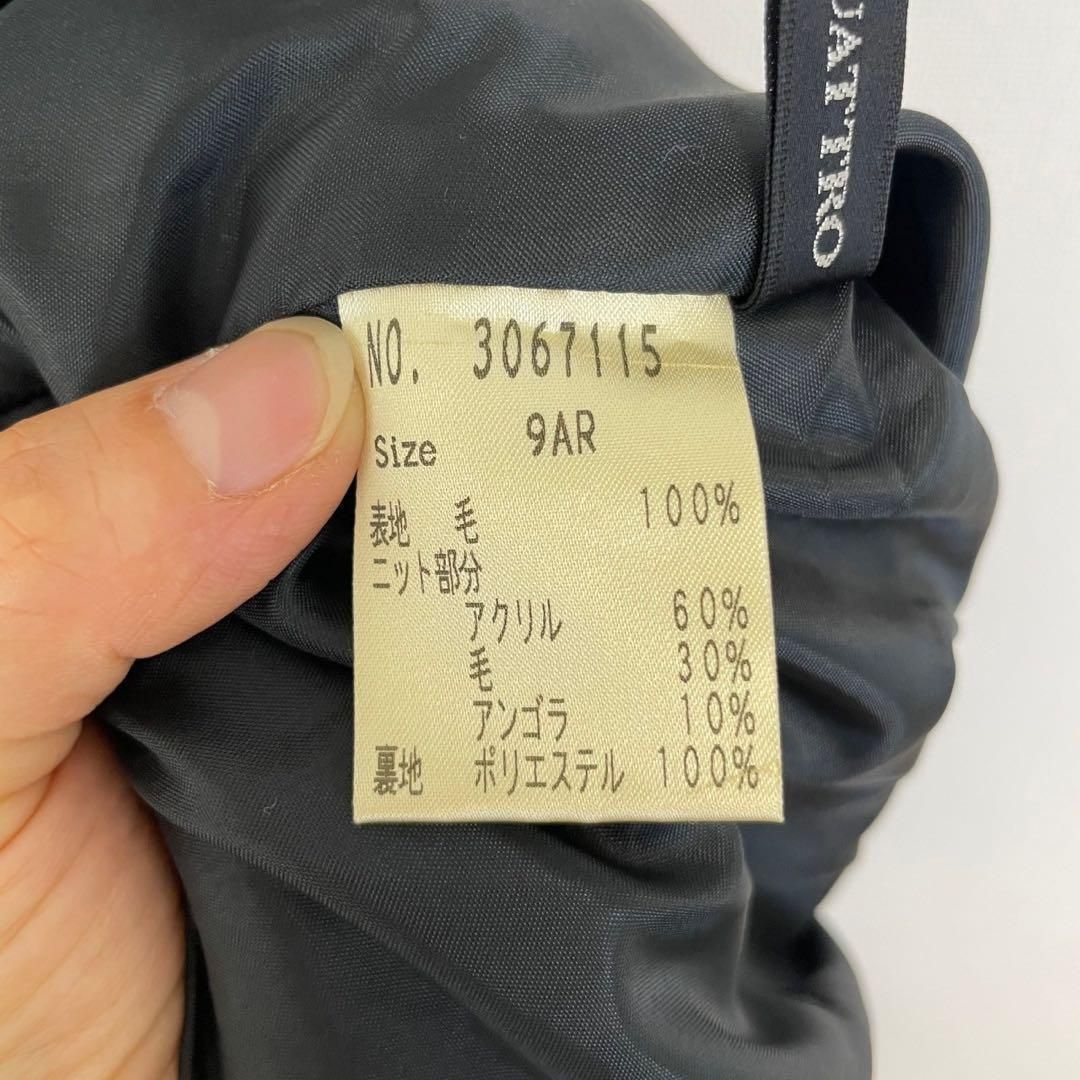 UATTRO
NO. 3067115
Size 9AR
表地 毛 100%
ニット部分
アクリル 60%
毛 30%
アンゴラ 10%
裏地 ポリエステル 100%